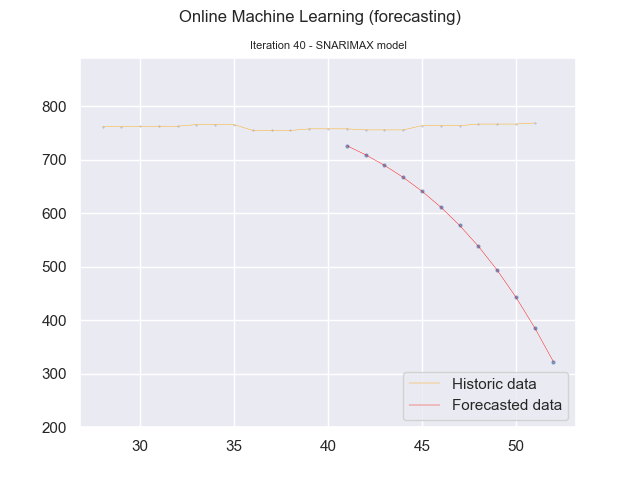 Online Machine Learning (forecasting)
Iteration 40 - SNARIMAX model
800
700
600
500
400
300
200
30 35 40 45 50
Historic data
Forecasted data